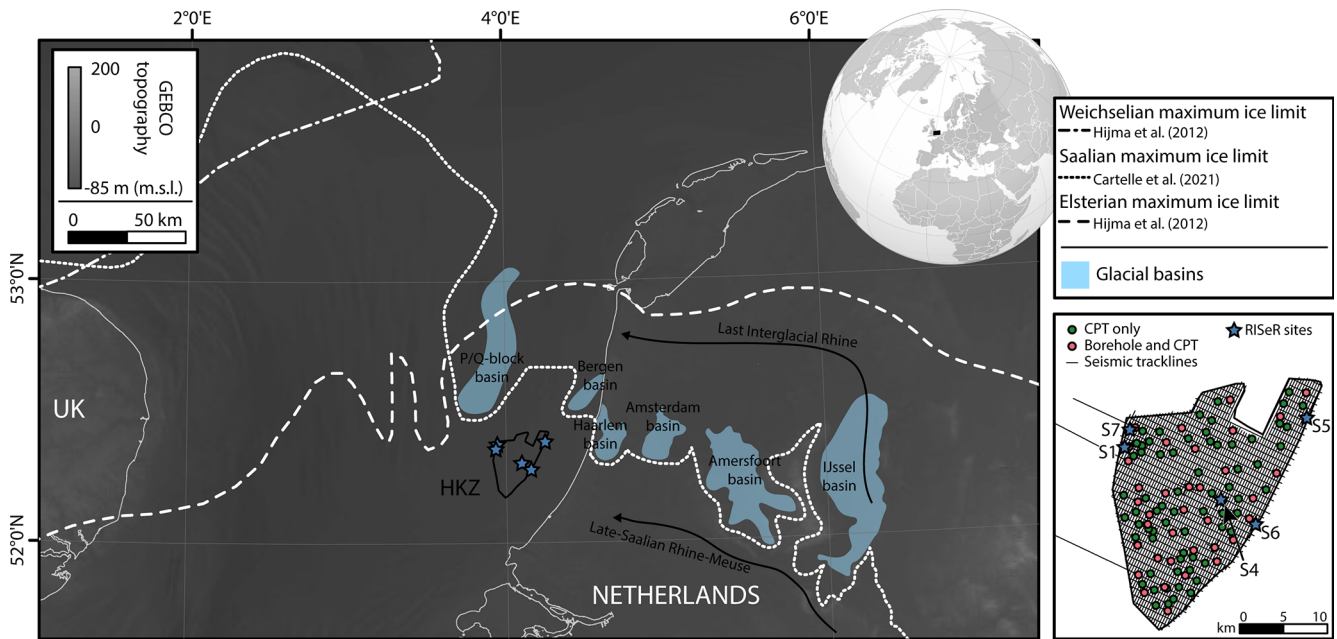 2°0'E
4°0'E
6°0'E
53°0'N
52°0'N
200
0
-85 m (m.s.l.)
GEBCO
topography
0
50 km
UK
P/Q-block
basin
Bergen
basin
Haarlem
basin
Amsterdam
basin
Amersfoort
basin
IJssel
basin
Last Interglacial Rhine
Late-Saalian Rhine-Meuse
HKZ
NETHERLANDS
Weichselian maximum ice limit
Hijma et al. (2012)
Saalian maximum ice limit
Cartelle et al. (2021)
Elsterian maximum ice limit
Hijma et al. (2012)
Glacial basins
CPT only
RISeR sites
Borehole and CPT
Seismic tracklines
S7
S1
S5
S6
S4
km
0
5
10